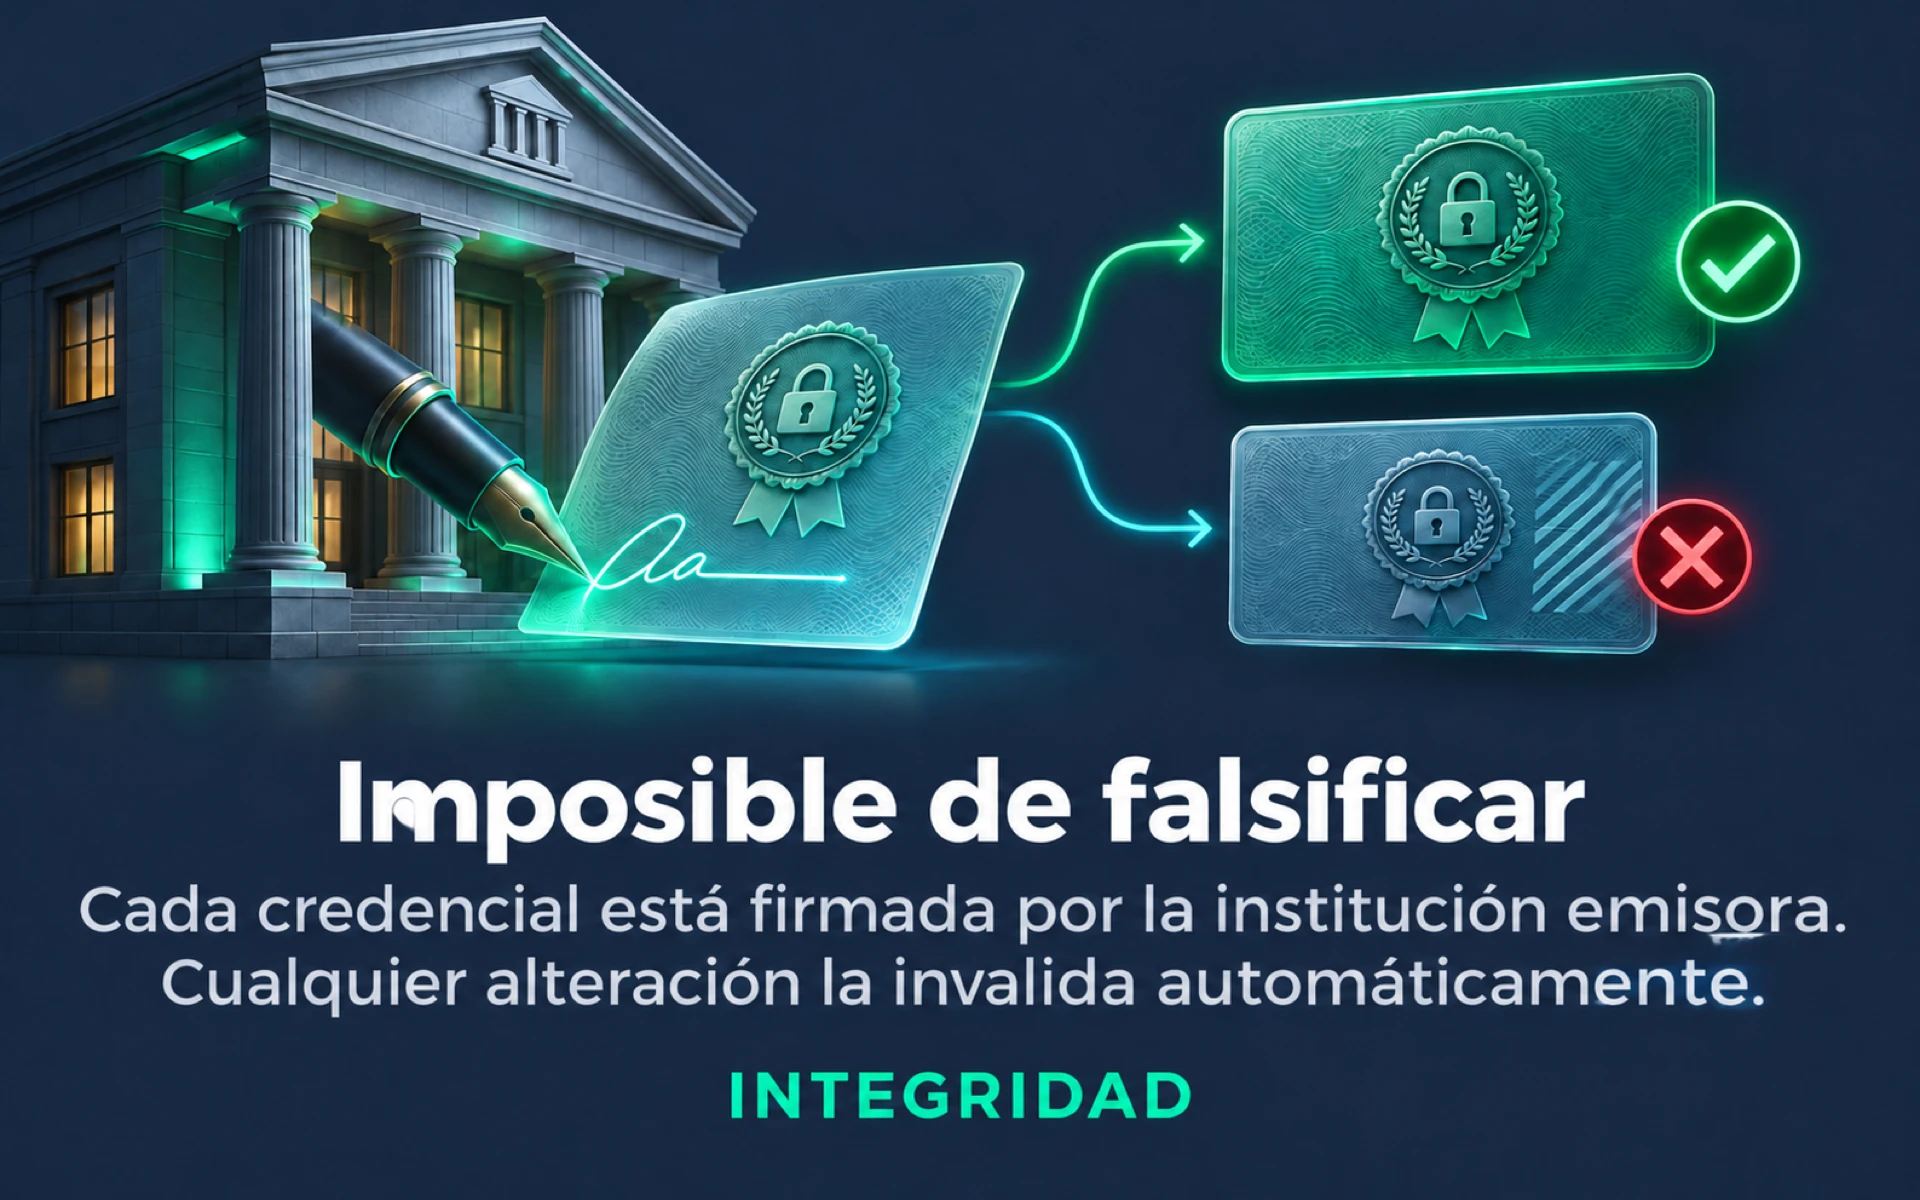 Imposible de falsificar
Cada credencial está firmada por la institución emisora.
Cualquier alteración la invalida automáticamente.
INTEGRIDAD